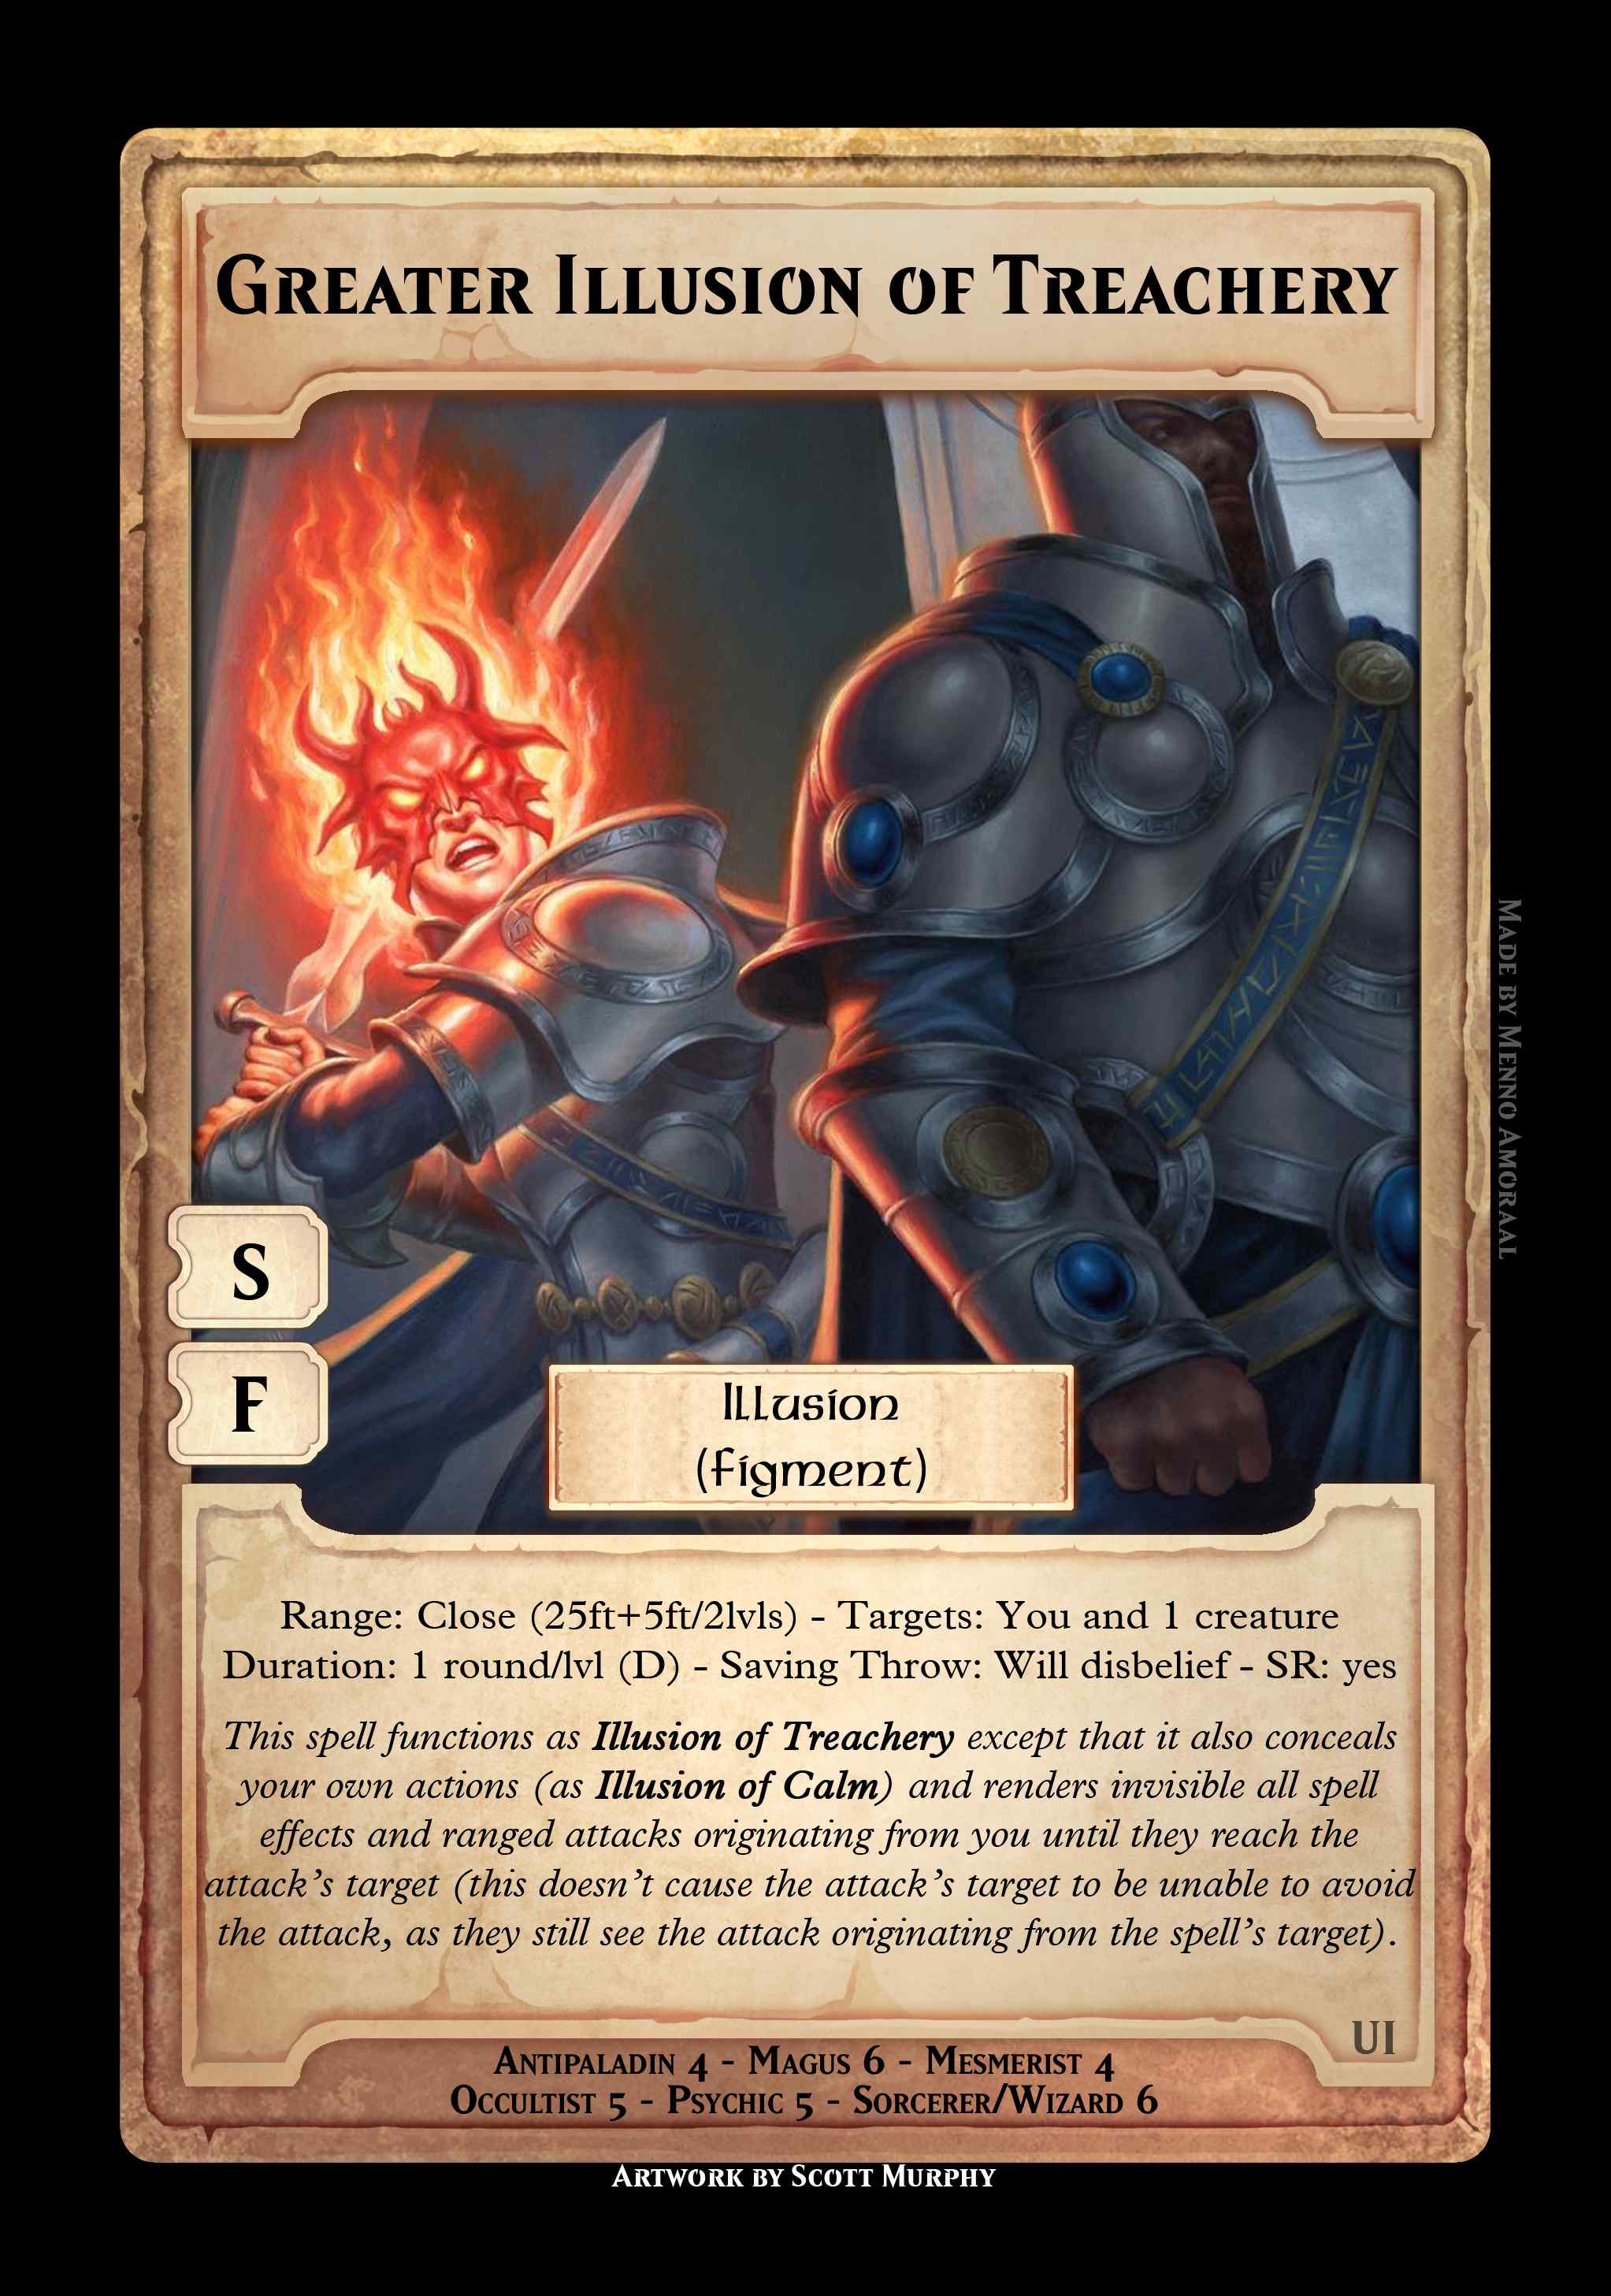 Greater Illusion of Treachery
S
F
Illusion
(Figment)
Range: Close (25ft+5ft/2lvls) - Targets: You and 1 creature
Duration: 1 round/lvl (D) - Saving Throw: Will disbelief - SR: yes
This spell functions as Illusion of Treachery except that it also conceals
your own actions (as Illusion of Calm) and renders invisible all spell
effects and ranged attacks originating from you until they reach the
attack's target (this doesn't cause the attack's target to be unable to avoid
the attack, as they still see the attack originating from the spell's target).
UI
Antipaladin 4 - Magus 6 - Mesmerist 4
Occultist 5 - Psychic 5 - Sorcerer/Wizard 6
Artwork by Scott Murphy
Made by Menno Amoraal